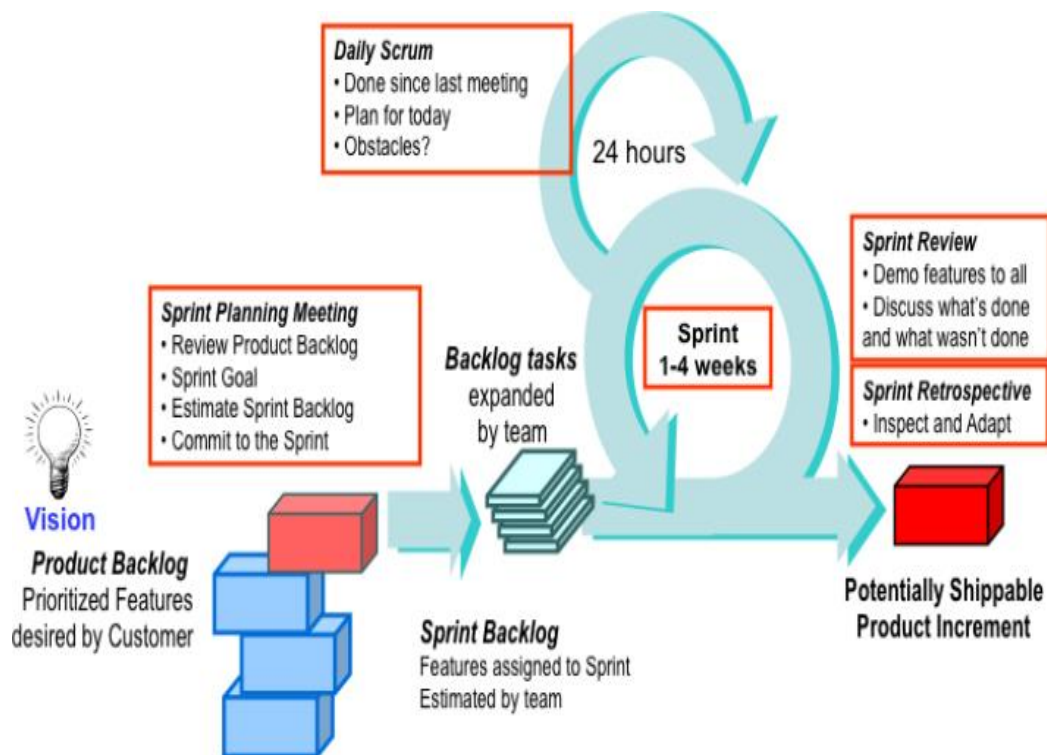 Daily Scrum
• Done since last meeting
• Plan for today
• Obstacles?
24 hours
Sprint Planning Meeting
• Review Product Backlog
• Sprint Goal
• Estimate Sprint Backlog
• Commit to the Sprint
Backlog tasks
expanded
by team
Sprint
1-4 weeks
Sprint Review
• Demo features to all
• Discuss what's done
and what wasn't done
Sprint Retrospective
• Inspect and Adapt
Vision
Product Backlog
Prioritized Features
desired by Customer
Sprint Backlog
Features assigned to Sprint
Estimated by team
Potentially Shippable
Product Increment